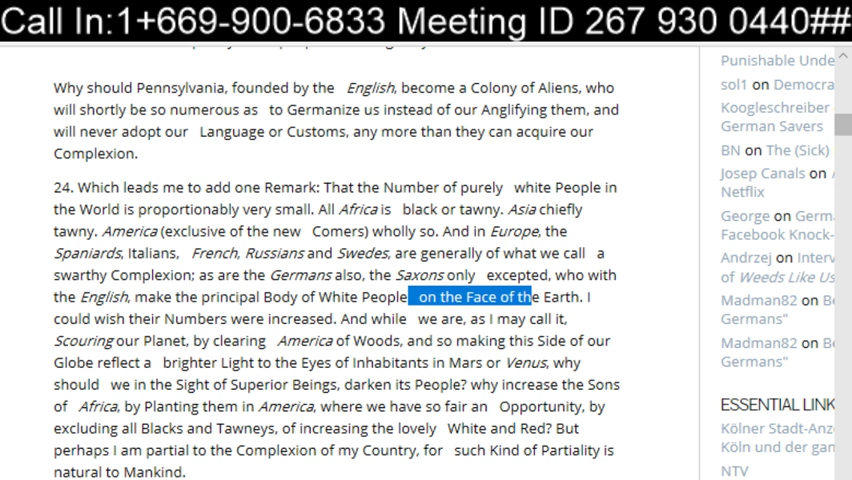 Call In:1+669-900-6833 Meeting ID 267 930 0440##
Why should Pennsylvania, founded by the English, become a Colony of Aliens, who
will shortly be so numerous as to Germanize us instead of our Anglifying them, and
will never adopt our Language or Customs, any more than they can acquire our
Complexion.
24. Which leads me to add one Remark: That the Number of purely white People in
the World is proportionably very small. All Africa is black or tawny. Asia chiefly
tawny. America (exclusive of the new Comers) wholly so. And in Europe, the
Spaniards, Italians, French, Russians and Swedes, are generally of what we call a
swarthy Complexion; as are the Germans also, the Saxons only excepted, who with
the English, make the principal Body of White People on the Face of the Earth. I
could wish their Numbers were increased. And while we are, as I may call it,
Scouring our Planet, by clearing America of Woods, and so making this Side of our
Globe reflect a brighter Light to the Eyes of Inhabitants in Mars or Venus, why
should we in the Sight of Superior Beings, darken its People? why increase the Sons
of Africa, by Planting them in America, where we have so fair an Opportunity, by
excluding all Blacks and Tawneys, of increasing the lovely White and Red? But
perhaps I am partial to the Complexion of my Country, for such Kind of Partiality is
natural to Mankind.
Punishable Unde
sol1 on Democra
Koogleschreiber
German Savers
BN on The (Sick)
Josep Canals on
Netflix
George on Germ
Facebook Knock-
Andrzej on Interv
of Weeds Like Us
Madman82 on Be
Germans"
Madman82 on Be
Germans"
ESSENTIAL LINK
Kölner Stadt-Anz
Köln und der gan
NTV